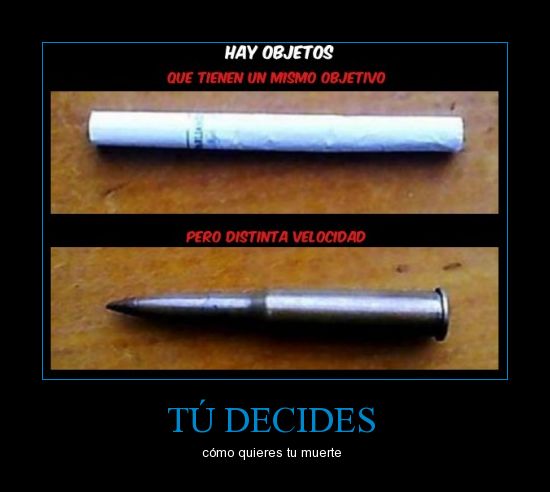 HAY OBJETOS
QUE TIENEN UN MISMO OBJETIVO
PERO DISTINTA VELOCIDAD
TÚ DECIDES
cómo quieres tu muerte